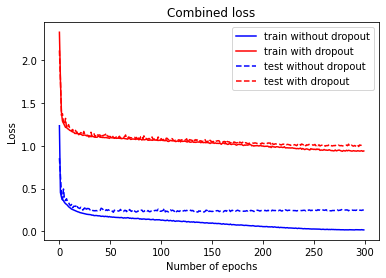 Combined loss
train without dropout
train with dropout
test without dropout
test with dropout
Loss
2.0
1.5
1.0
0.5
0.0
0
50
100
150
200
250
300
Number of epochs